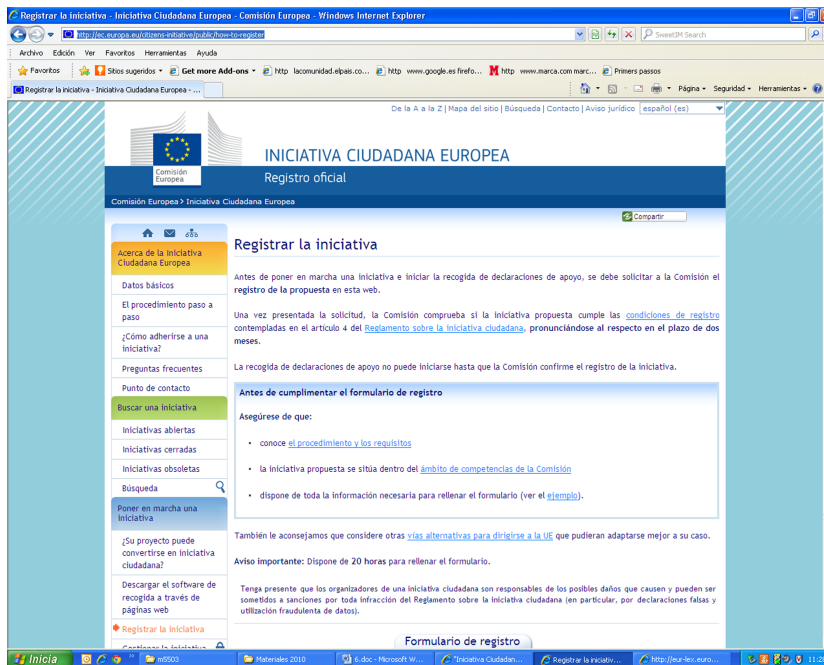 Registrar la iniciativa - Iniciativa Ciudadana Europea - Comisión Europea - Windows Internet Explorer
http://ec.europa.eu/citizens-initiative/public/how-to-register
SweetIM Search
Archivo Edición Ver Favoritos Herramientas Ayuda
Favoritos Sitios sugeridos Get more Add-ons http lacomunidad.elpais.co... http www.google.es firefo... M http www.marca.com marc... Primeros pasos
Registrar la iniciativa - Iniciativa Ciudadana Europea - ...
Página Seguridad Herramientas
De la A a la Z | Mapa del sitio | Búsqueda | Contacto | Aviso jurídico español (es)
Comisión
Europea
INICIATIVA CIUDADANA EUROPEA
Registro oficial
Comisión Europea > Iniciativa Ciudadana Europea
Compartir
Acerca de la Iniciativa
Ciudadana Europea
Datos básicos
El procedimiento paso a
paso
¿Cómo adherirse a una
iniciativa?
Preguntas frecuentes
Punto de contacto
Buscar una iniciativa
Iniciativas abiertas
Iniciativas cerradas
Iniciativas obsoletas
Búsqueda
Poner en marcha una
iniciativa
¿Su proyecto puede
convertirse en iniciativa
ciudadana?
Descargar el software de
recogida a través de
páginas web
Registrar la iniciativa
Gestionar la iniciativa
Registrar la iniciativa
Antes de poner en marcha una iniciativa e iniciar la recogida de declaraciones de apoyo, se debe solicitar a la Comisión el
registro de la propuesta en esta web.
Una vez presentada la solicitud, la Comisión comprueba si la iniciativa propuesta cumple las condiciones de registro
contempladas en el artículo 4 del Reglamento sobre la iniciativa ciudadana, pronunciándose al respecto en el plazo de dos
meses.
La recogida de declaraciones de apoyo no puede iniciarse hasta que la Comisión confirme el registro de la iniciativa.
Antes de cumplimentar el formulario de registro
Asegúrese de que:
• conoce el procedimiento y los requisitos
• la iniciativa propuesta se sitúa dentro del ámbito de competencias de la Comisión
• dispone de toda la información necesaria para rellenar el formulario (ver el ejemplo).
También le aconsejamos que considere otras vías alternativas para dirigirse a la UE que pudieran adaptarse mejor a su caso.
Aviso importante: Dispone de 20 horas para rellenar el formulario.
Tenga presente que los organizadores de una iniciativa ciudadana son responsables de los posibles daños que causen y pueden ser
sometidos a sanciones por toda infracción del Reglamento sobre la iniciativa ciudadana (en particular, por declaraciones falsas y
utilización fraudulenta de datos).
Formulario de registro
Inicia m5503 Materiales 2010 6.doc - Microsoft W... "Iniciativa Ciudadan... Registrar la iniciativ... http://eur-lex.euro...